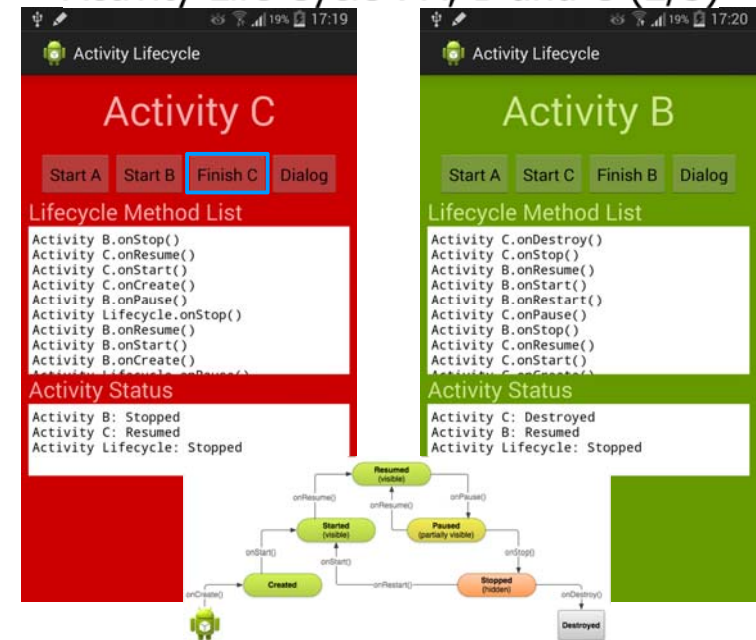 19% 17:19
Activity Lifecycle
Activity C
Start A Start B Finish C Dialog
Lifecycle Method List
Activity B.onStop()
Activity C.onResume()
Activity C.onStart()
Activity C.onCreate()
Activity B.onPause()
Activity Lifecycle.onStop()
Activity B.onResume()
Activity B.onStart()
Activity B.onCreate()
Activity Status
Activity B: Stopped
Activity C: Resumed
Activity Lifecycle: Stopped
19% 17:20
Activity Lifecycle
Activity B
Start A Start C Finish B Dialog
Lifecycle Method List
Activity C.onDestroy()
Activity C.onStop()
Activity B.onResume()
Activity B.onStart()
Activity B.onRestart()
Activity C.onPause()
Activity B.onStop()
Activity C.onResume()
Activity C.onStart()
Activity Status
Activity C: Destroyed
Activity B: Resumed
Activity Lifecycle: Stopped
Resumed
(visible)
onResume()
onResume()
onPause()
Started
(visible)
Paused
(partially visible)
onStart()
onStart()
onStop()
onCreate()
Created
onRestart()
Stopped
(hidden)
onDestroy()
Destroyed